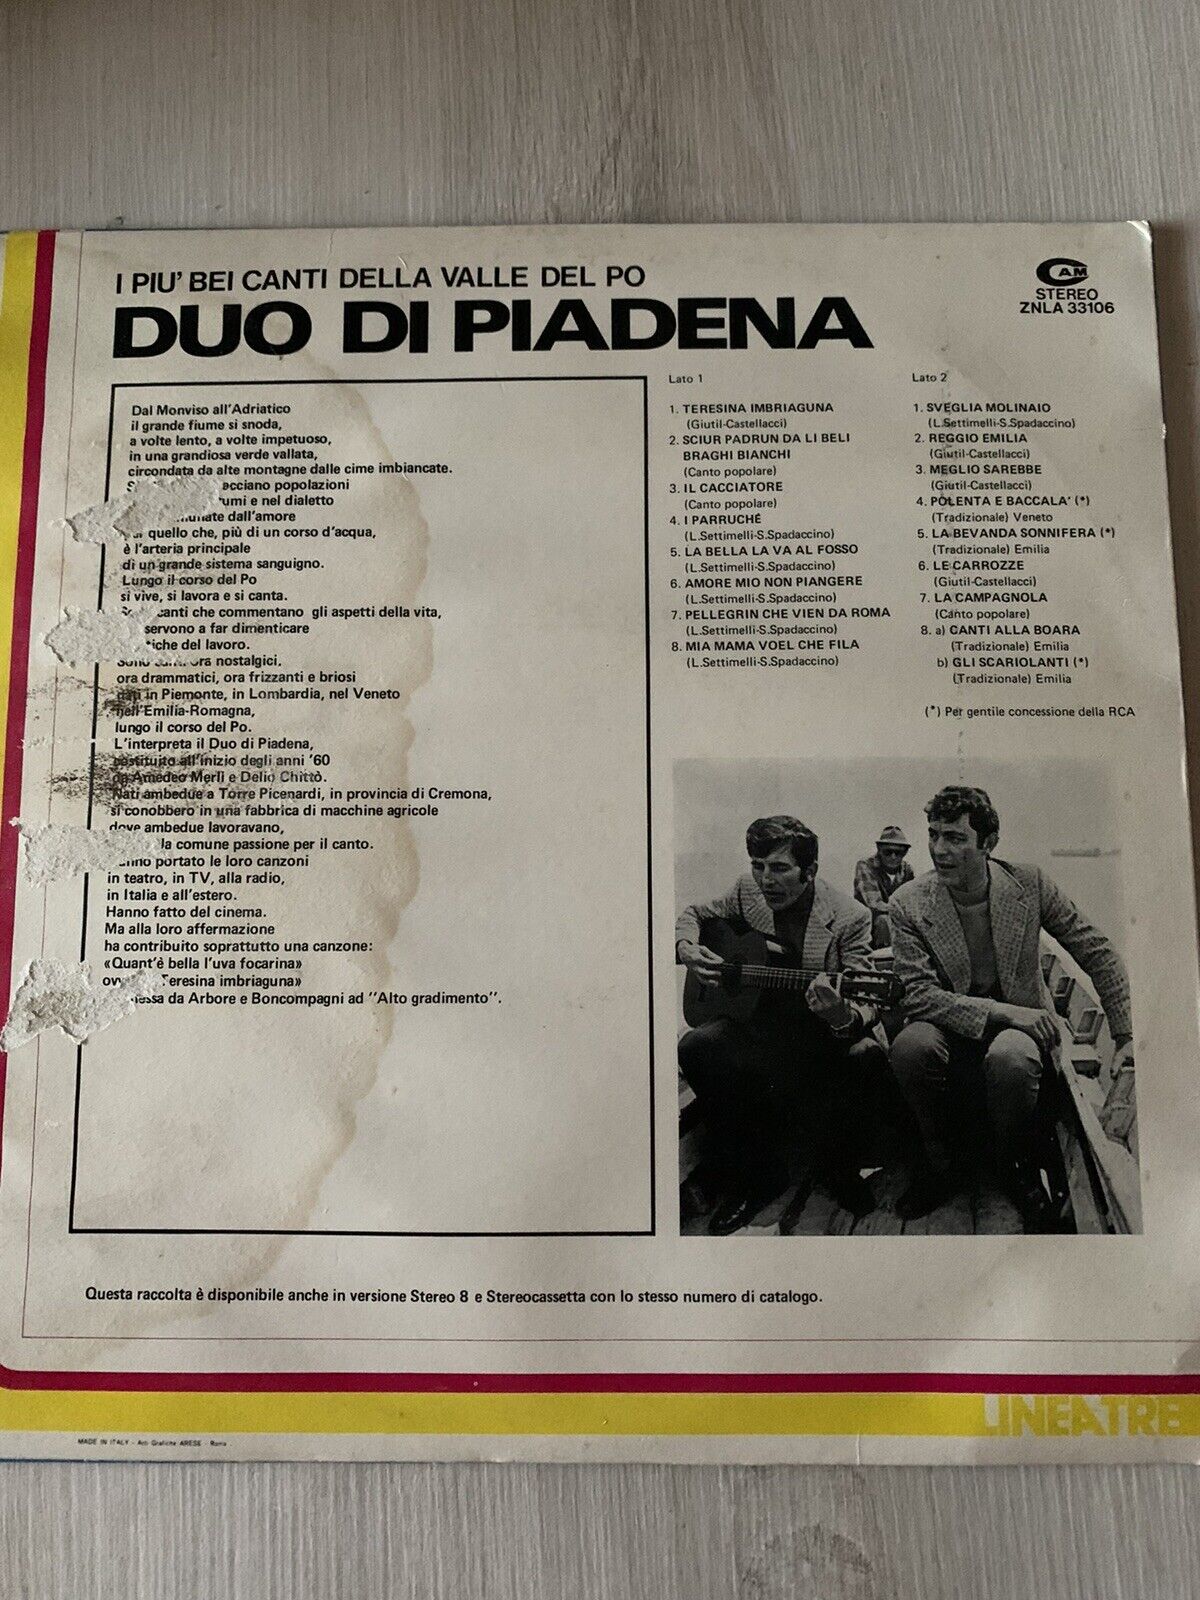 I PIU' BEI CANTI DELLA VALLE DEL PO
DUO DI PIADENA
CAM
STEREO
ZNLA 33106
Dal Monviso all'Adriatico
il grande fiume si snoda,
a volte lento, a volte impetuoso,
in una grandiosa verde vallata,
circondata da alte montagne dalle cime imbiancate.
popolazioni
e nel dialetto
dall'amore
quello che, più di un corso d'acqua,
è l'arteria principale
di un grande sistema sanguigno.
Lungo il corso del Po
si vive, si lavora e si canta.
canti che commentano gli aspetti della vita,
servono a far dimenticare
del lavoro.
ora nostalgici,
ora drammatici, ora frizzanti e briosi
nati in Piemonte, in Lombardia, nel Veneto
nell'Emilia-Romagna,
lungo il corso del Po.
L'interpreta il Duo di Piadena,
costituito all'inizio degli anni '60
da Amedeo Merli e Delio Chittò.
Nati ambedue a Torre Picenardi, in provincia di Cremona,
si conobbero in una fabbrica di macchine agricole
dove ambedue lavoravano,
la comune passione per il canto.
Hanno portato le loro canzoni
in teatro, in TV, alla radio,
in Italia e all'estero.
Hanno fatto del cinema.
Ma alla loro affermazione
ha contribuito soprattutto una canzone:
«Quant'è bella l'uva focarina»
Teresina imbriaguna»
da Arbore e Boncompagni ad "Alto gradimento".
Lato 1
1. TERESINA IMBRIAGUNA
(Giutil-Castellacci)
2. SCIUR PADRUN DA LI BELI
BRAGHI BIANCHI
(Canto popolare)
3. IL CACCIATORE
(Canto popolare)
4. I PARRUCHÉ
(L.Settimelli-S.Spadaccino)
5. LA BELLA LA VA AL FOSSO
(L.Settimelli-S.Spadaccino)
6. AMORE MIO NON PIANGERE
(L.Settimelli-S.Spadaccino)
7. PELLEGRIN CHE VIEN DA ROMA
(L.Settimelli-S.Spadaccino)
8. MIA MAMA VOEL CHE FILA
(L.Settimelli-S.Spadaccino)
Lato 2
1. SVEGLIA MOLINAIO
(L.Settimelli-S.Spadaccino)
2. REGGIO EMILIA
(Giutil-Castellacci)
3. MEGLIO SAREBBE
(Giutil-Castellacci)
4. POLENTA E BACCALA' (*)
(Tradizionale) Veneto
5. LA BEVANDA SONNIFERA (*)
(Tradizionale) Emilia
6. LE CARROZZE
(Giutil-Castellacci)
7. LA CAMPAGNOLA
(Canto popolare)
8. a) CANTI ALLA BOARA
(Tradizionale) Emilia
b) GLI SCARIOLANTI (*)
(Tradizionale) Emilia
(*) Per gentile concessione della RCA
Questa raccolta è disponibile anche in versione Stereo 8 e Stereocassetta con lo stesso numero di catalogo.
LINEATRE
MADE IN ITALY - Arti Grafiche ARESE - Roma